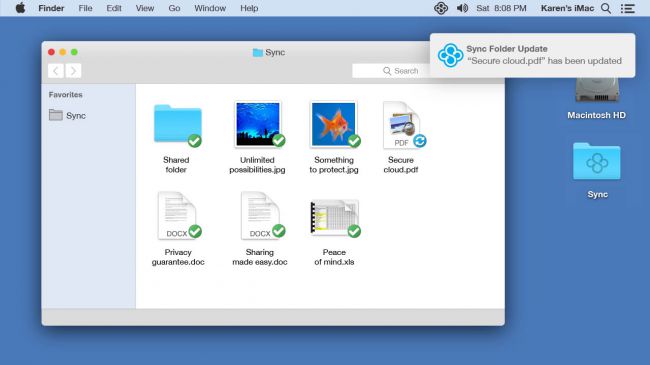 Finder File Edit View Go Window Help Sat 8:08 PM Karen's iMac
Sync
Sync Folder Update
"Secure cloud.pdf" has been updated
Search
Favorites
Sync
Macintosh HD
PDF
Shared
folder
Unlimited
possibilities.jpg
Something
to protect.jpg
Secure
cloud.pdf
Sync
DOCX
DOCX
Privacy
guarantee.doc
Sharing
made easy.doc
Peace
of mind.xls